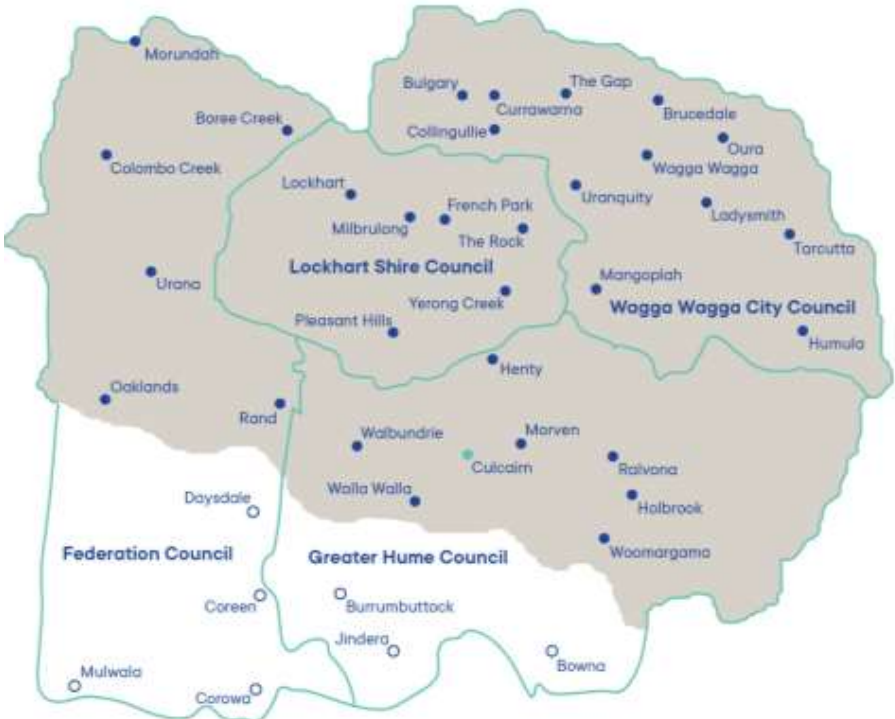 Morundah
Bulgary
The Gap
Currawarna
Brucedale
Boree Creek
Collingullie
Oura
Colombo Creek
Wagga Wagga
Lockhart
Uranquity
French Park
Ladysmith
Milbrulong
The Rock
Tarcutta
Lockhart Shire Council
Urana
Mangoplah
Yerong Creek
Wagga Wagga City Council
Pleasant Hills
Humula
Henty
Oaklands
Rand
Walbundrie
Morven
Culcairn
Ralvona
Walla Walla
Holbrook
Daysdale
Woomargama
Federation Council
Greater Hume Council
Coreen
Burrumbuttock
Jindera
Bowna
Mulwala
Corowa